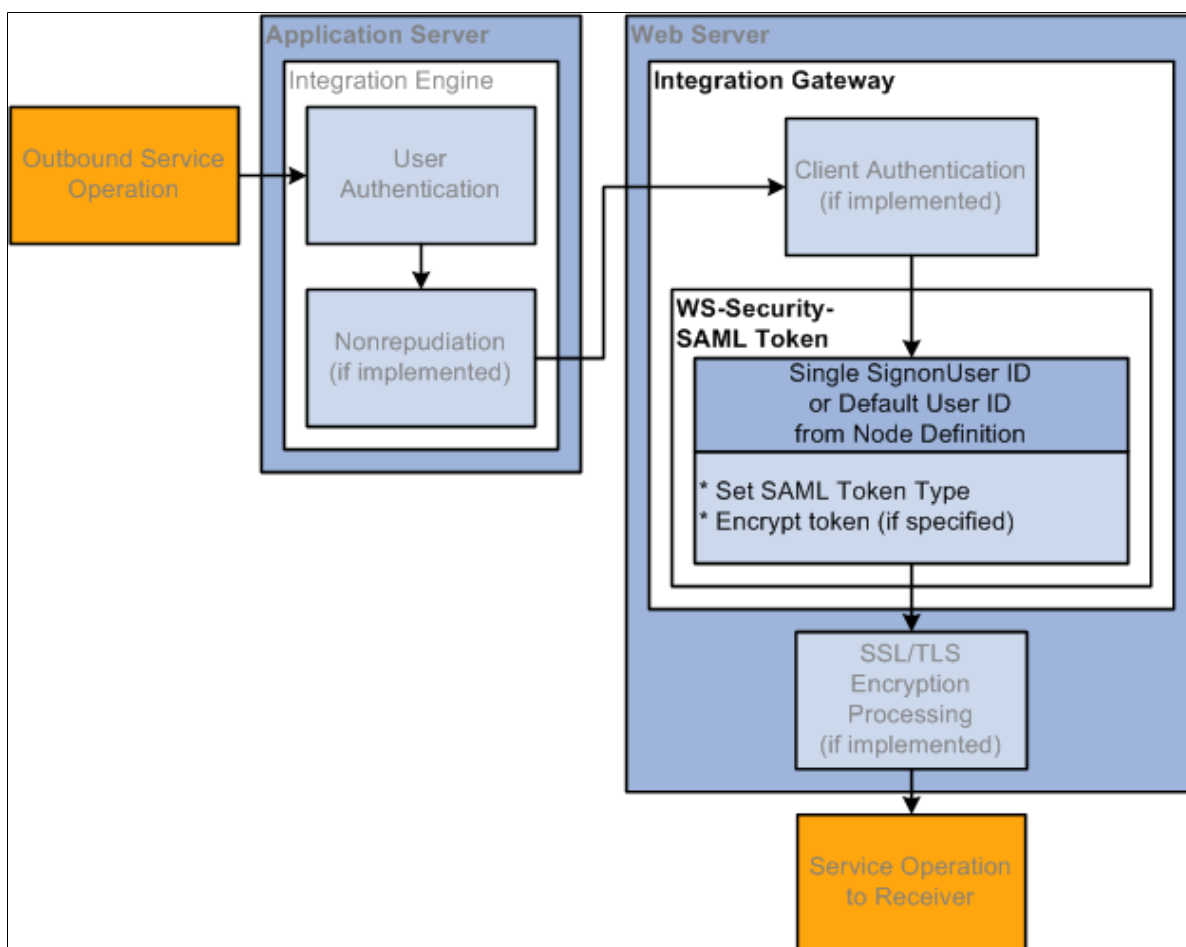 Application Server
Integration Engine
Outbound Service
Operation
User
Authentication
Nonrepudiation
(if implemented)
Web Server
Integration Gateway
Client Authentication
(if implemented)
WS-Security-
SAML Token
Single SignonUser ID
or Default User ID
from Node Definition
* Set SAML Token Type
* Encrypt token (if specified)
SSL/TLS
Encryption
Processing
(if implemented)
Service Operation
to Receiver